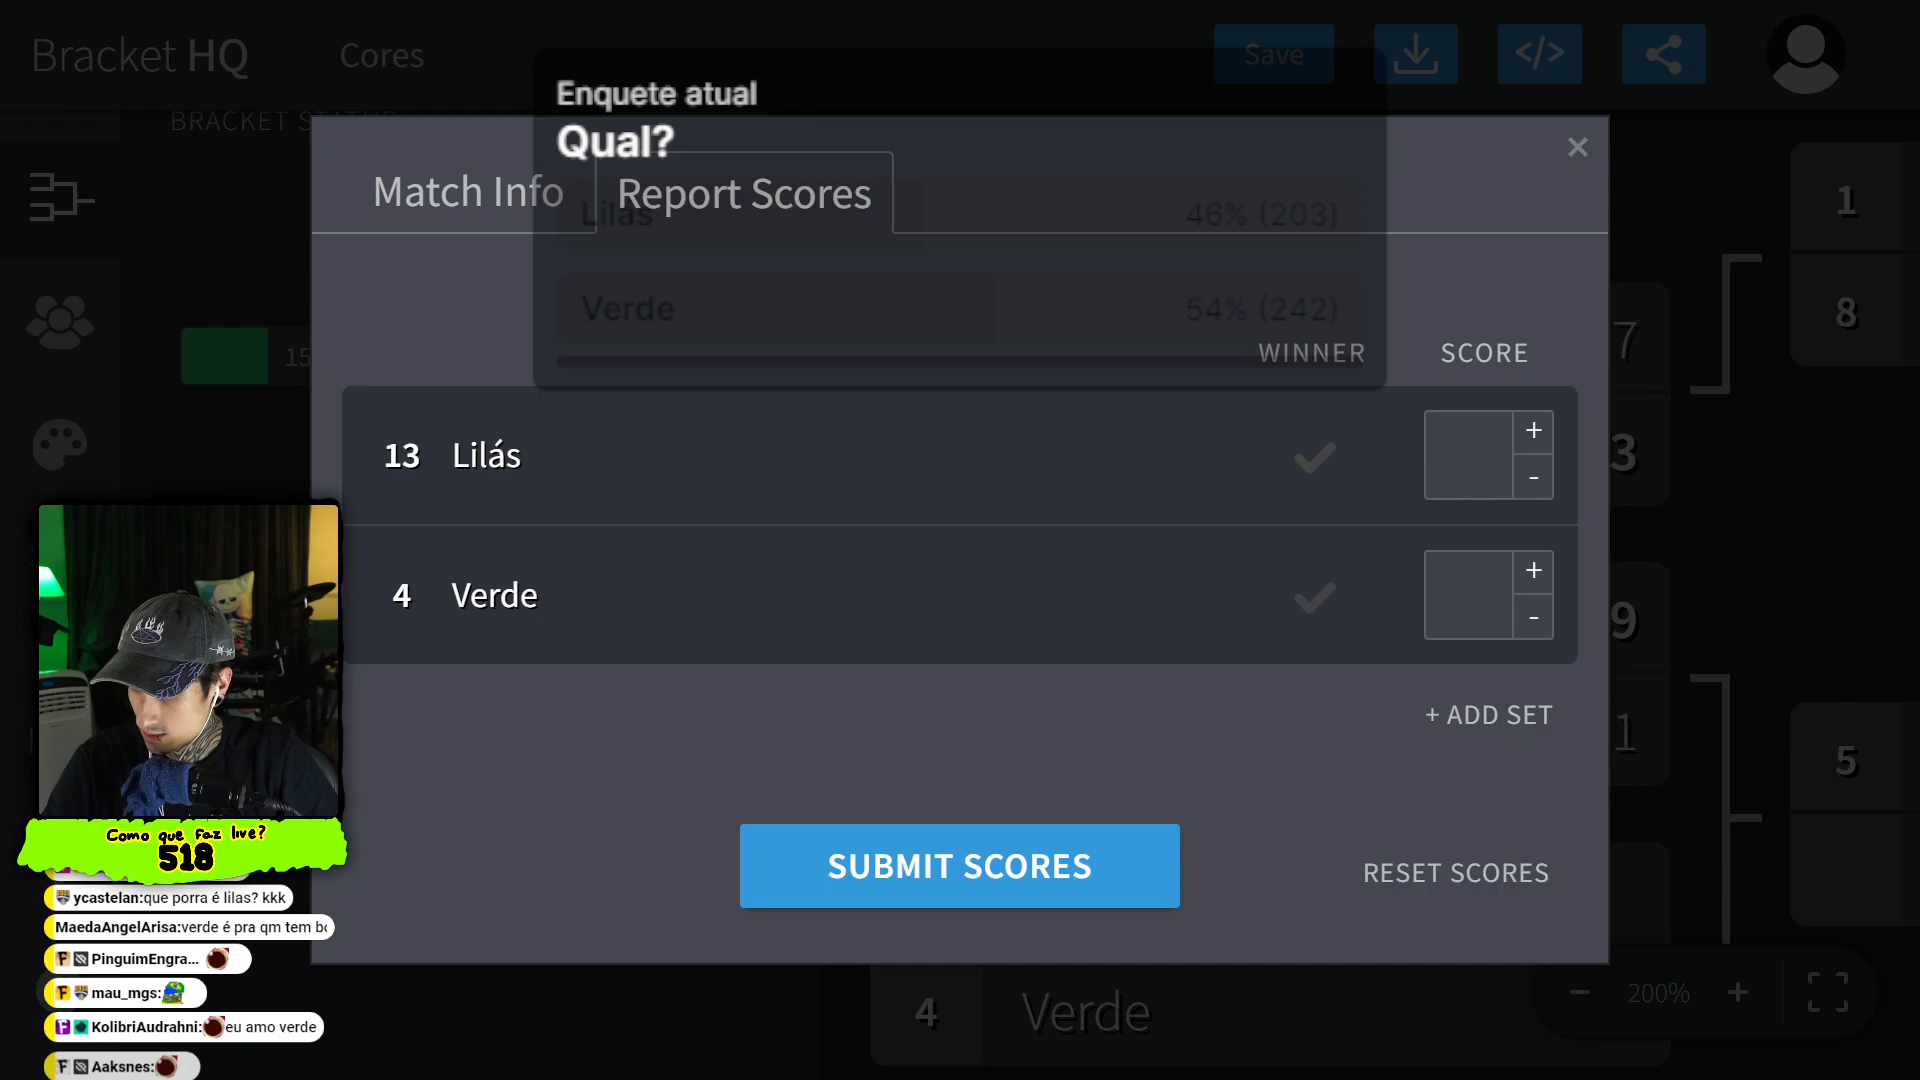 Bracket HQ
Cores
Save
</>
BRACKET STATUS
Enquete atual
Qual?
Match Info
Report Scores
×
Lilás
46% (203)
Verde
54% (242)
15
WINNER
SCORE
13 Lilás
+
-
4 Verde
+
-
+ ADD SET
SUBMIT SCORES
RESET SCORES
1
8
7
3
9
1
5
4 Verde
− 200% +
Como que faz live?
518
ycastelan:que porra é lilas? kkk
MaedaAngelArisa:verde é pra qm tem
PinguimEngra...
mau_mgs:
KolibriAudrahni: eu amo verde
Aaksnes: